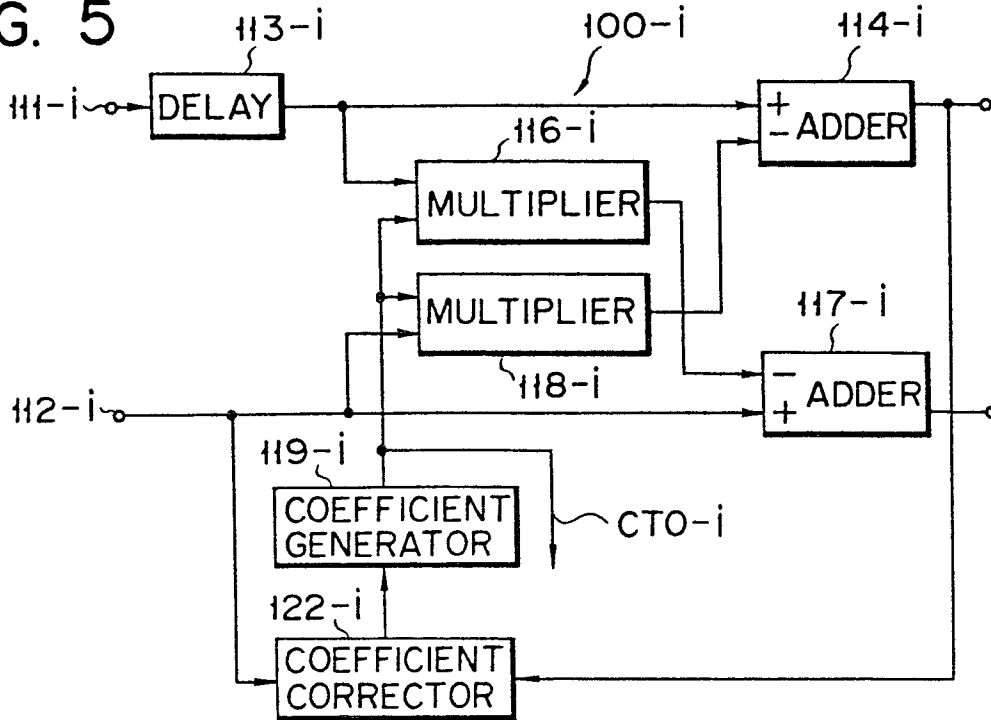 G. 5
113-i
100-i
114-i
111-i
DELAY
+
- ADDER
116-i
MULTIPLIER
MULTIPLIER
117-i
118-i
- ADDER
+
112-i
119-i
COEFFICIENT
GENERATOR
CTO-i
122-i
COEFFICIENT
CORRECTOR